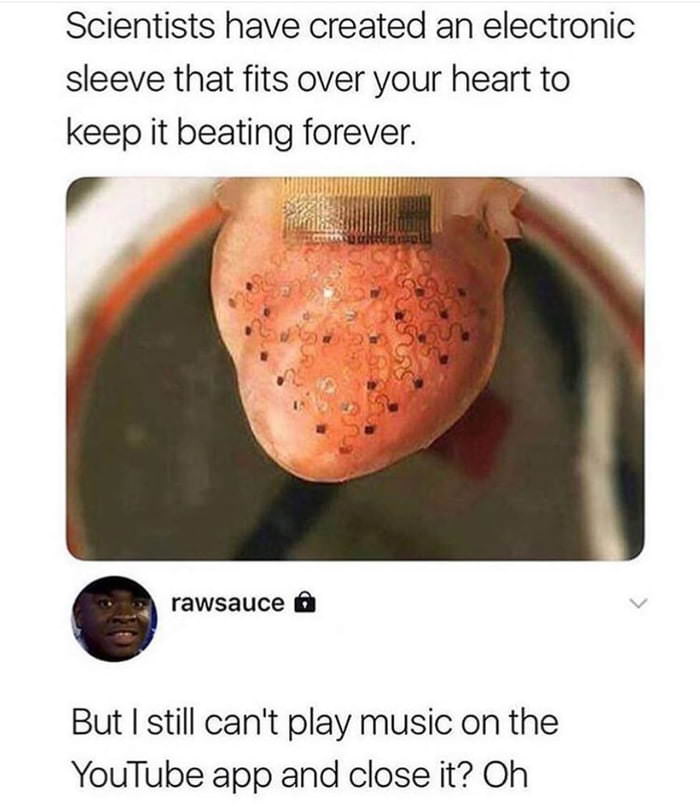 Scientists have created an electronic
sleeve that fits over your heart to
keep it beating forever.
rawsauce
But I still can't play music on the
YouTube app and close it? Oh